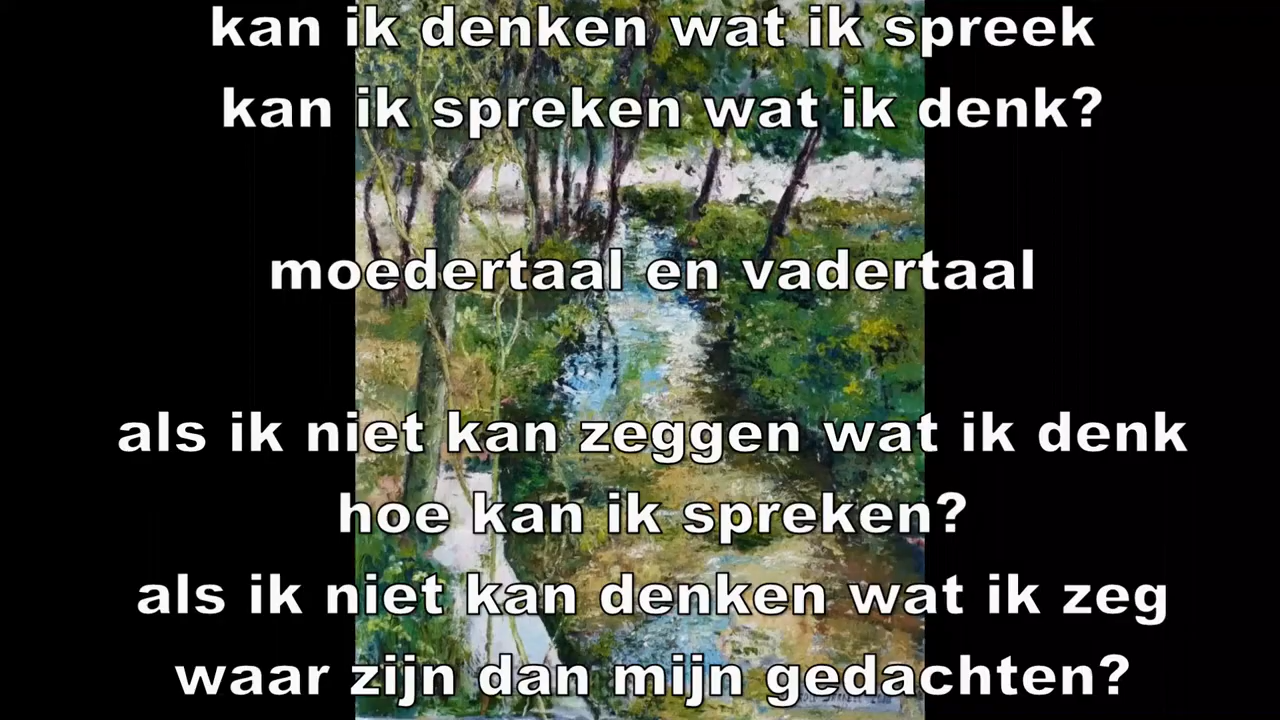 kan ik denken wat ik spreek
kan ik spreken wat ik denk?
moedertaal en vadertaal
als ik niet kan zeggen wat ik denk
hoe kan ik spreken?
als ik niet kan denken wat ik zeg
waar zijn dan mijn gedachten?